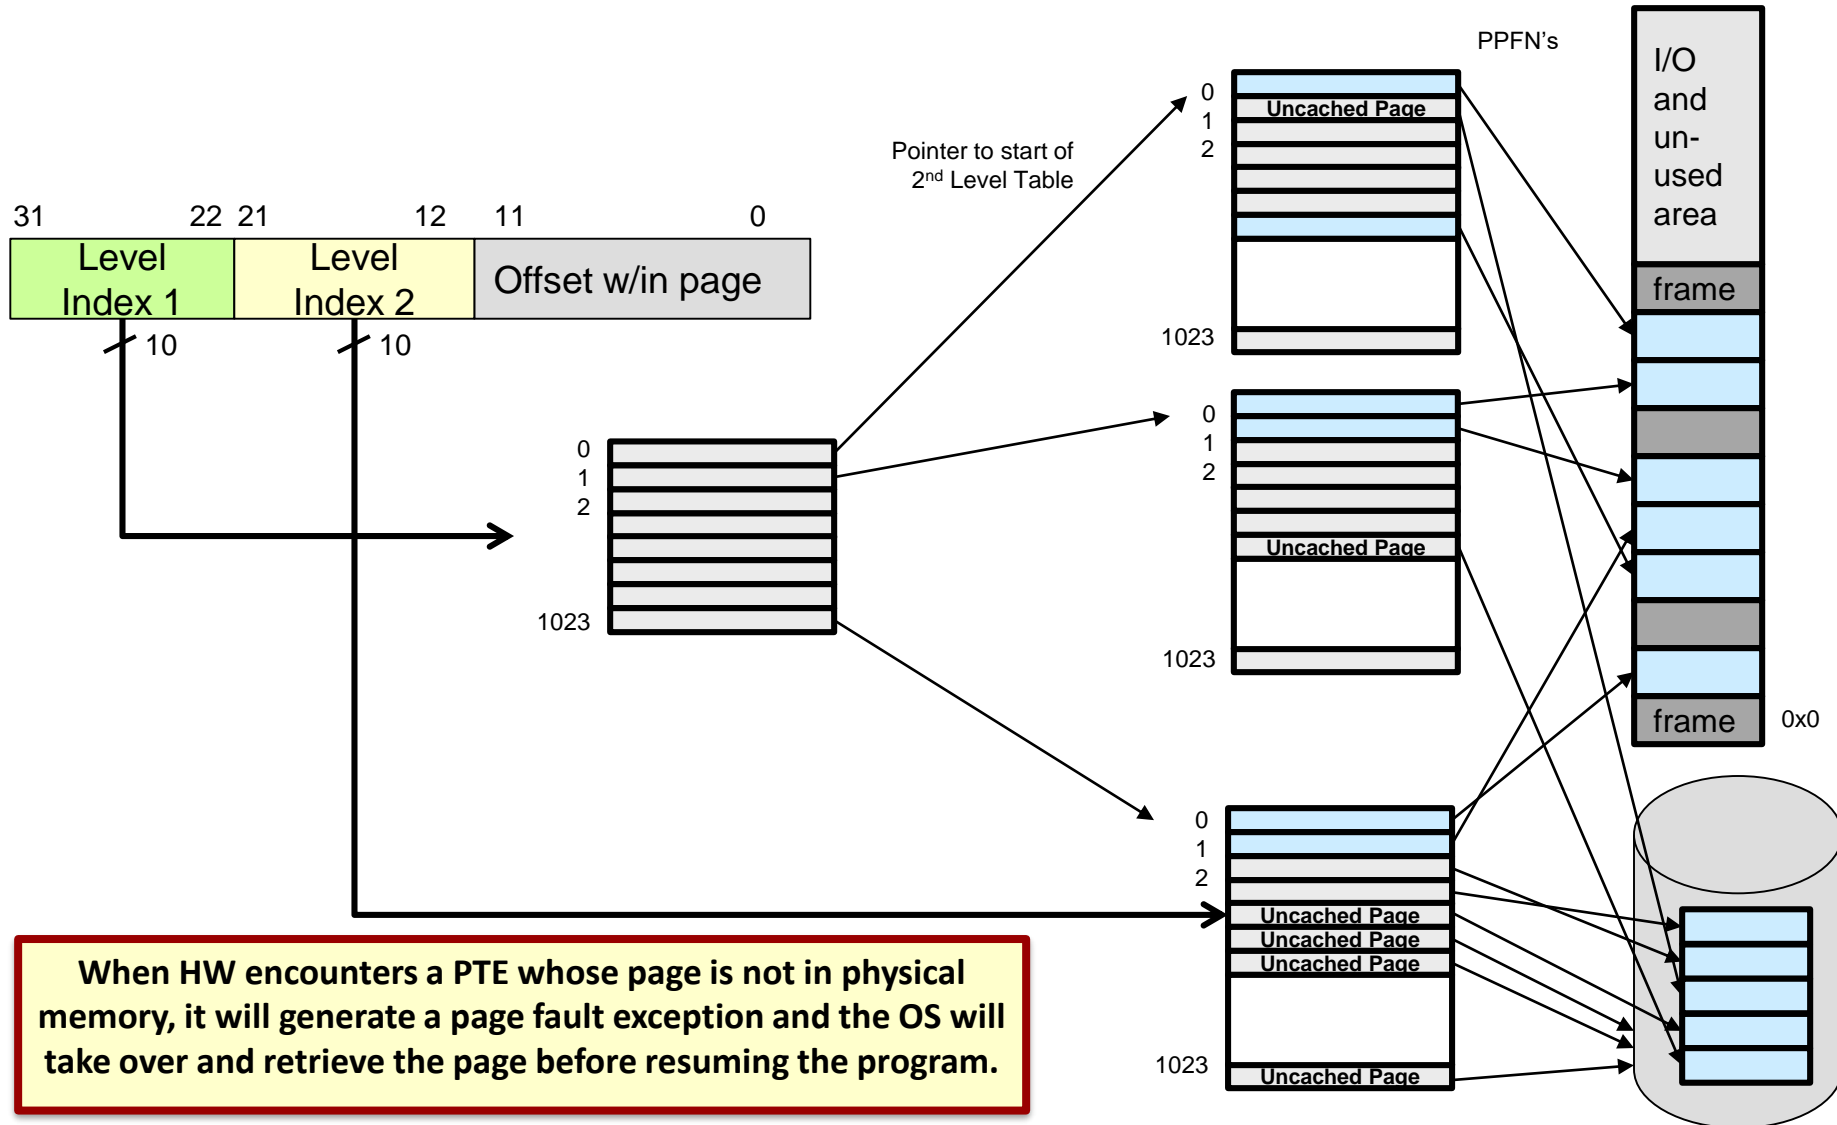 PPFN's
I/O
and
un-
used
area
frame
frame
0x0
Pointer to start of
2nd Level Table
31 22 21 12 11 0
Level
Index 1
Level
Index 2
Offset w/in page
10
10
0
1
2
1023
0
Uncached Page
1
2
1023
0
1
2
Uncached Page
1023
0
1
2
Uncached Page
Uncached Page
Uncached Page
1023
Uncached Page
When HW encounters a PTE whose page is not in physical
memory, it will generate a page fault exception and the OS will
take over and retrieve the page before resuming the program.